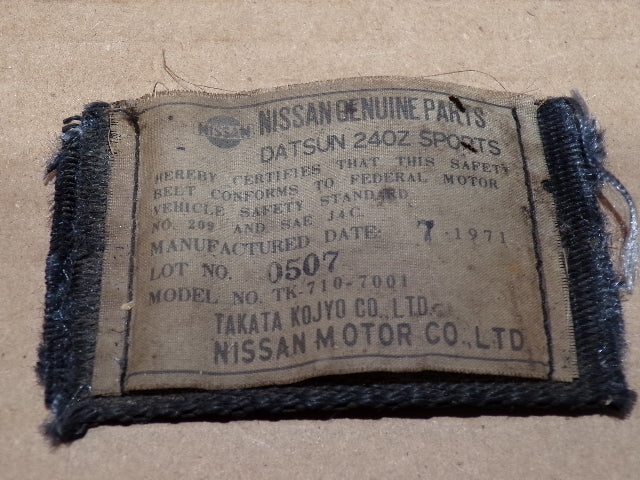 NISSAN NISSAN GENUINE PARTS
DATSUN 240Z SPORTS
HEREBY CERTIFIES THAT THIS SAFETY
BELT CONFORMS TO FEDERAL MOTOR
VEHICLE SAFETY STANDARD
NO. 209 AND SAE J4C.
MANUFACTURED DATE: 7 . 1971
LOT NO. 0507
MODEL NO. TK-710-7001
TAKATA KOJYO CO., LTD.
NISSAN MOTOR CO., LTD